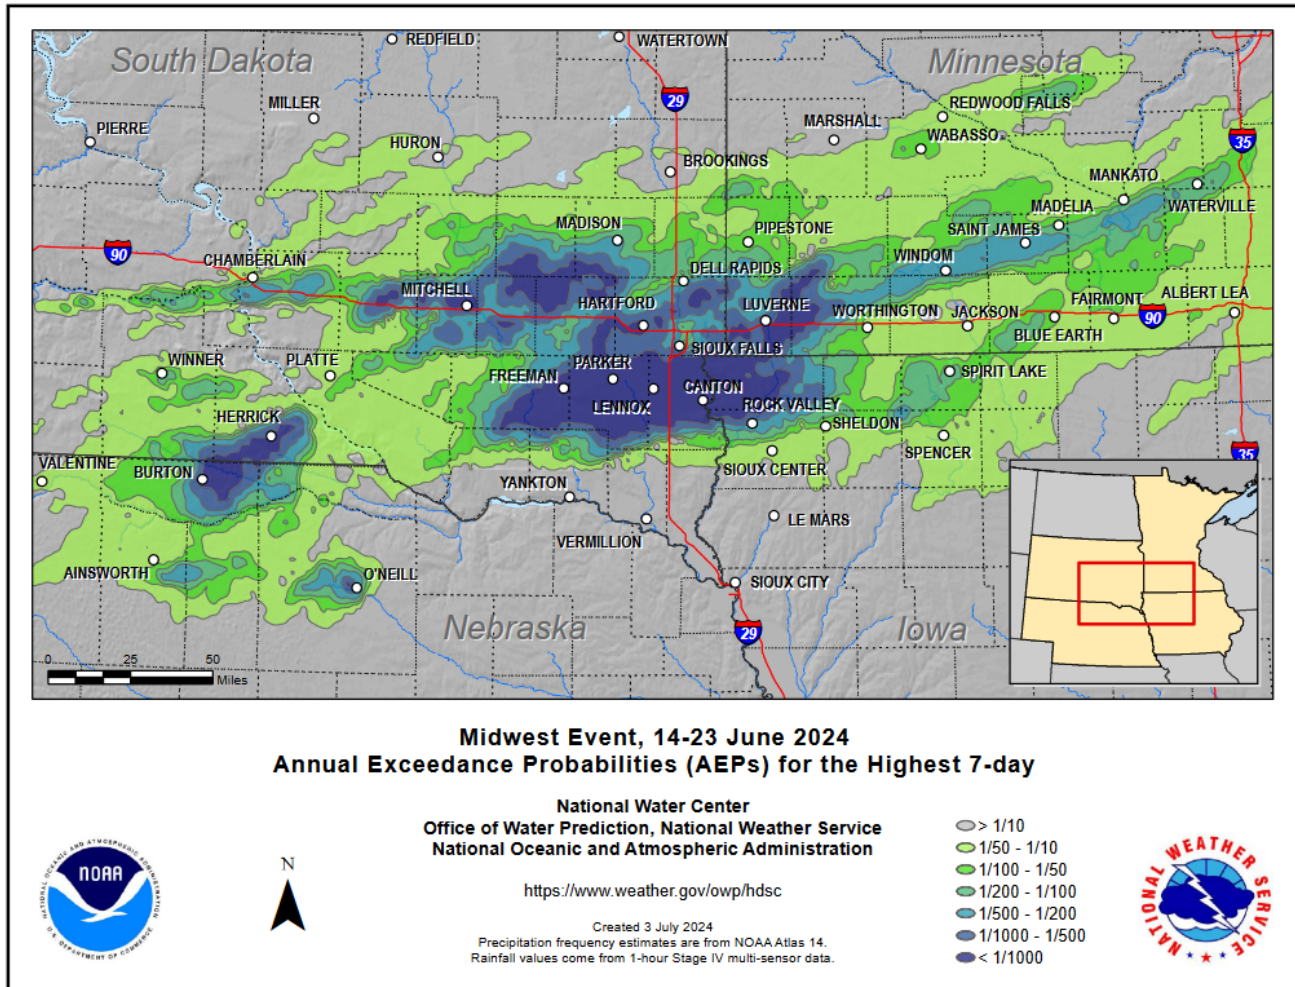 South Dakota
REDFIELD
WATERTOWN
Minnesota
MILLER
29
REDWOOD FALLS
PIERRE
HURON
MARSHALL
WABASSO
35
BROOKINGS
MANKATO
MADISON
PIPESTONE
MADELIA
WATERVILLE
SAINT JAMES
90
CHAMBERLAIN
DELL RAPIDS
WINDOM
MITCHELL
HARTFORD
LUVERNE
WORTHINGTON
JACKSON
FAIRMONT
90
ALBERT LEA
BLUE EARTH
SIOUX FALLS
WINNER
PLATTE
PARKER
SPIRIT LAKE
FREEMAN
LENNOX
CANTON
HERRICK
ROCK VALLEY
SHELDON
SPENCER
35
VALENTINE
BURTON
SIOUX CENTER
YANKTON
VERMILLION
LE MARS
AINSWORTH
O'NEILL
SIOUX CITY
Nebraska
29
Iowa
0 25 50
Miles
Midwest Event, 14-23 June 2024
Annual Exceedance Probabilities (AEPs) for the Highest 7-day
National Water Center
Office of Water Prediction, National Weather Service
National Oceanic and Atmospheric Administration
https://www.weather.gov/owp/hdsc
Created 3 July 2024
Precipitation frequency estimates are from NOAA Atlas 14.
Rainfall values come from 1-hour Stage IV multi-sensor data.
N
> 1/10
1/50 - 1/10
1/100 - 1/50
1/200 - 1/100
1/500 - 1/200
1/1000 - 1/500
< 1/1000
NATIONAL OCEANIC AND ATMOSPHERIC ADMINISTRATION
NOAA
U.S. DEPARTMENT OF COMMERCE
NATIONAL WEATHER SERVICE